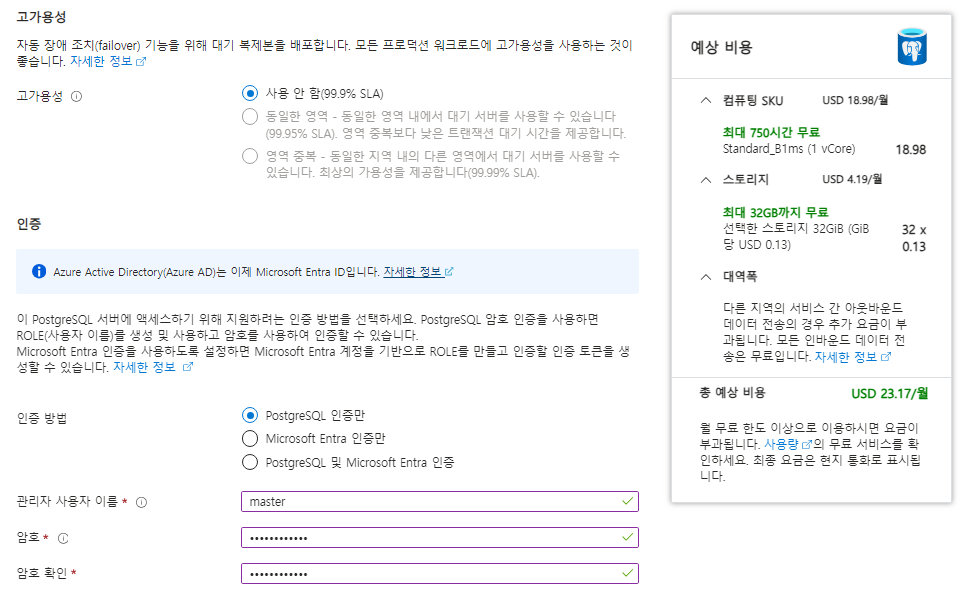 고가용성
자동 장애 조치(failover) 기능을 위해 대기 복제본을 배포합니다. 모든 프로덕션 워크로드에 고가용성을 사용하는 것이
좋습니다. 자세한 정보
고가용성
사용 안 함(99.9% SLA)
동일한 영역 - 동일한 영역 내에서 대기 서버를 사용할 수 있습니다
(99.95% SLA). 영역 중복보다 낮은 트랜잭션 대기 시간을 제공합니다.
영역 중복 - 동일한 지역 내의 다른 영역에서 대기 서버를 사용할 수
있습니다. 최상의 가용성을 제공합니다(99.99% SLA).
인증
Azure Active Directory(Azure AD)는 이제 Microsoft Entra ID입니다. 자세한 정보
이 PostgreSQL 서버에 액세스하기 위해 지원하려는 인증 방법을 선택하세요. PostgreSQL 암호 인증을 사용하면
ROLE(사용자 이름)를 생성 및 사용하고 암호를 사용하여 인증할 수 있습니다.
Microsoft Entra 인증을 사용하도록 설정하면 Microsoft Entra 계정을 기반으로 ROLE를 만들고 인증할 인증 토큰을 생
성할 수 있습니다. 자세한 정보
인증 방법
PostgreSQL 인증만
Microsoft Entra 인증만
PostgreSQL 및 Microsoft Entra 인증
관리자 사용자 이름 *
master
암호 *
••••••••••••
암호 확인 *
••••••••••••
예상 비용
컴퓨팅 SKU USD 18.98/월
최대 750시간 무료
Standard_B1ms (1 vCore) 18.98
스토리지 USD 4.19/월
최대 32GB까지 무료
선택한 스토리지 32GiB (GiB 32 x
당 USD 0.13) 0.13
대역폭
다른 지역의 서비스 간 아웃바운드
데이터 전송의 경우 추가 요금이 부
과됩니다. 모든 인바운드 데이터 전
송은 무료입니다. 자세한 정보
총 예상 비용 USD 23.17/월
월 무료 한도 이상으로 이용하시면 요금이
부과됩니다. 사용량의 무료 서비스를 확
인하세요. 최종 요금은 현지 통화로 표시됩
니다.